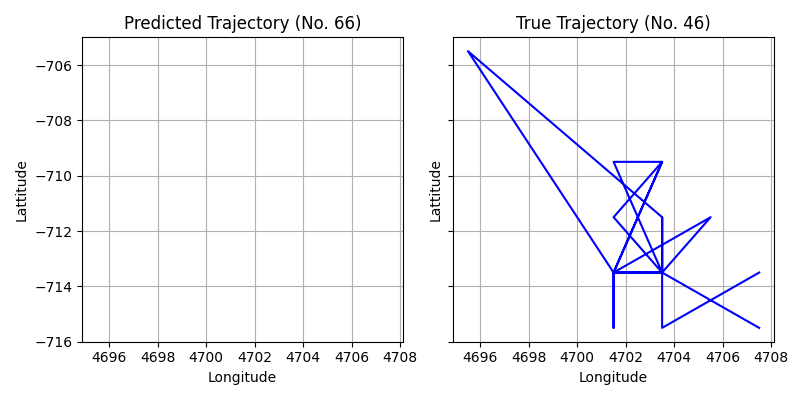 Predicted Trajectory (No. 66)
True Trajectory (No. 46)
−706
−708
−710
−712
−714
−716
Lattitude
Lattitude
4696 4698 4700 4702 4704 4706 4708
4696 4698 4700 4702 4704 4706 4708
Longitude
Longitude